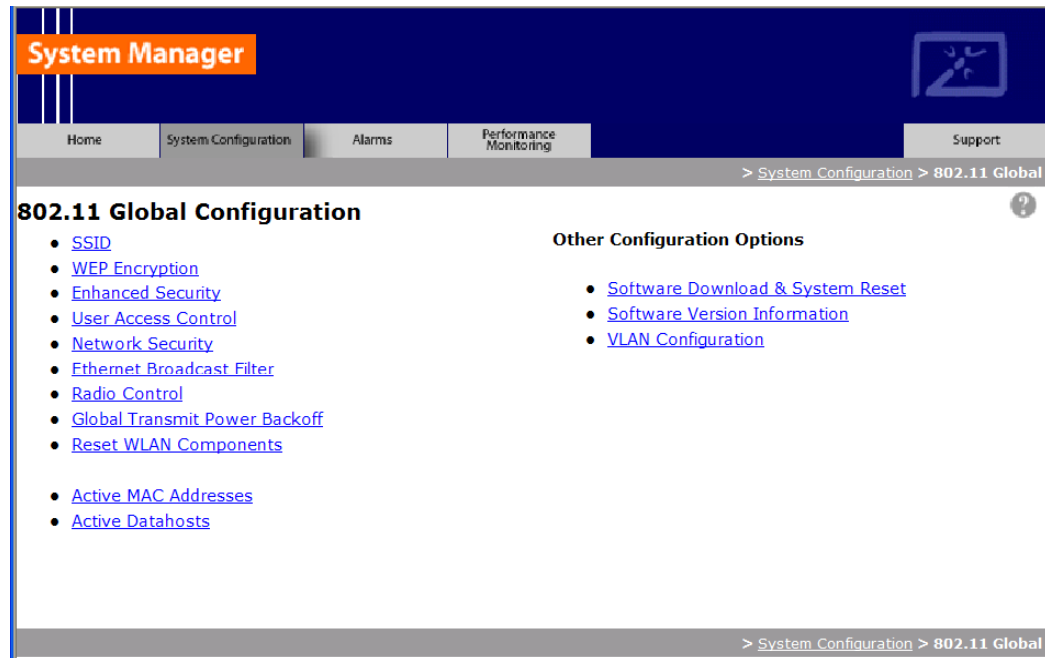 System Manager
Home
System Configuration
Alarms
Performance
Monitoring
Support
> System Configuration > 802.11 Global
?
802.11 Global Configuration
• SSID
• WEP Encryption
• Enhanced Security
• User Access Control
• Network Security
• Ethernet Broadcast Filter
• Radio Control
• Global Transmit Power Backoff
• Reset WLAN Components
• Active MAC Addresses
• Active Datahosts
Other Configuration Options
• Software Download & System Reset
• Software Version Information
• VLAN Configuration
> System Configuration > 802.11 Global